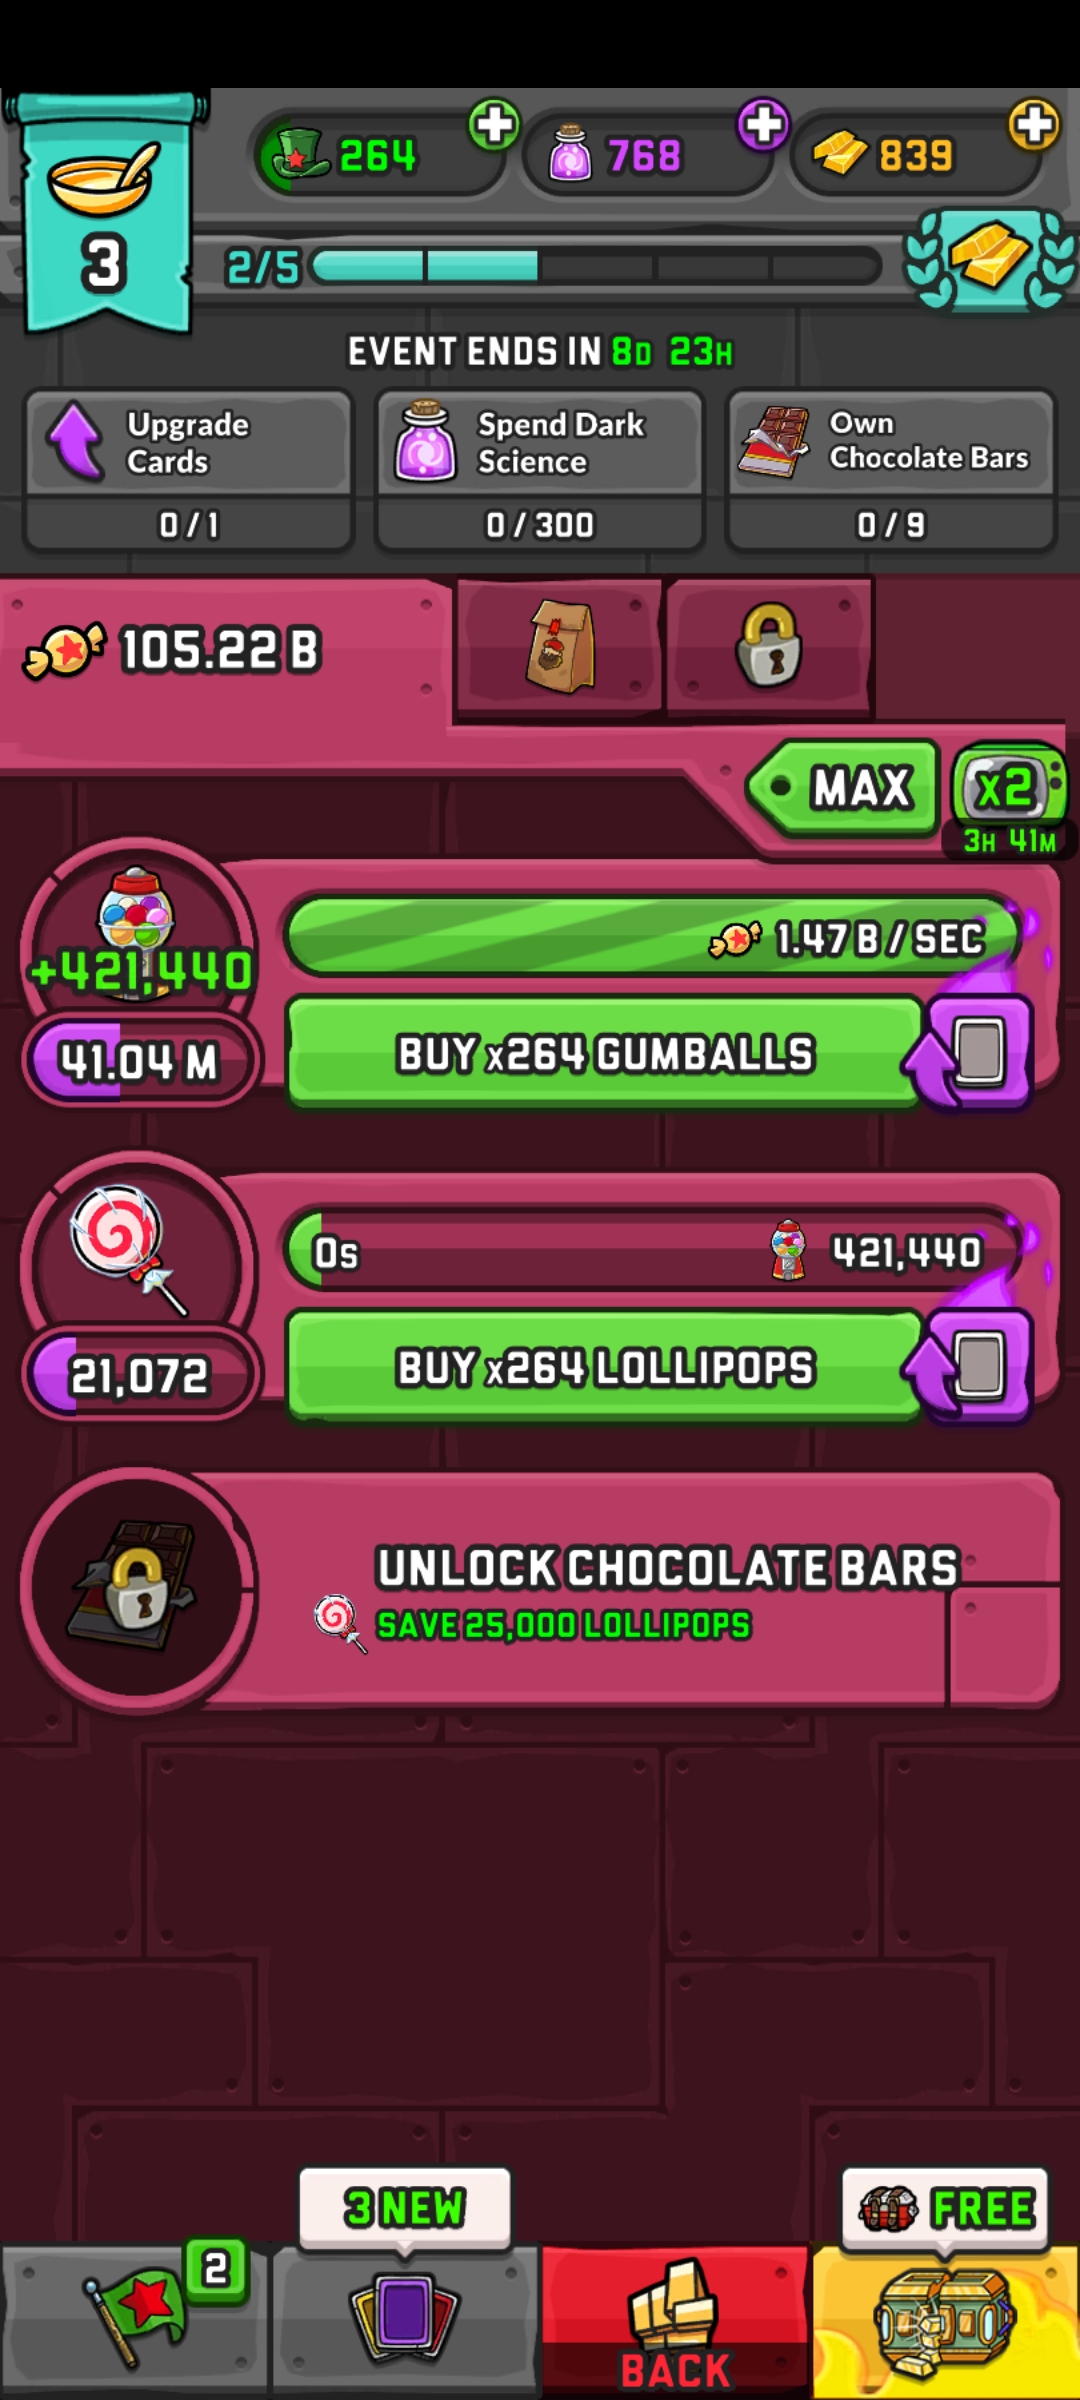 264
768
839
3
2/5
EVENT ENDS IN 8D 23H
Upgrade
Cards
0 / 1
Spend Dark
Science
0 / 300
Own
Chocolate Bars
0 / 9
105.22 B
MAX
x2
3H 41M
+421,440
1.47 B / SEC
41.04 M
BUY x264 GUMBALLS
0s
421,440
21,072
BUY x264 LOLLIPOPS
UNLOCK CHOCOLATE BARS
SAVE 25,000 LOLLIPOPS
2
3 NEW
BACK
FREE